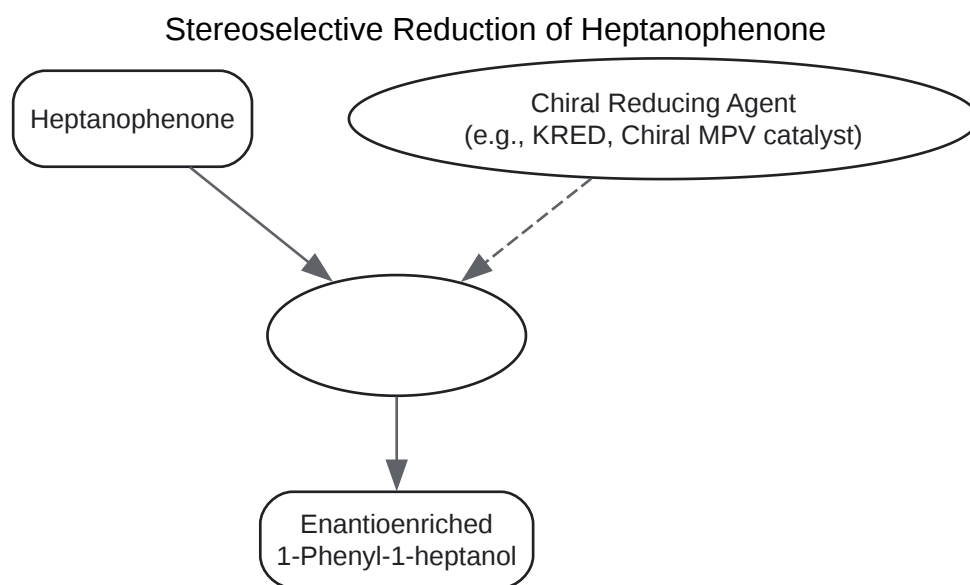 Stereoselective Reduction of Heptanophenone
Heptanophenone
Chiral Reducing Agent
(e.g., KRED, Chiral MPV catalyst)
Enantioenriched
1-Phenyl-1-heptanol